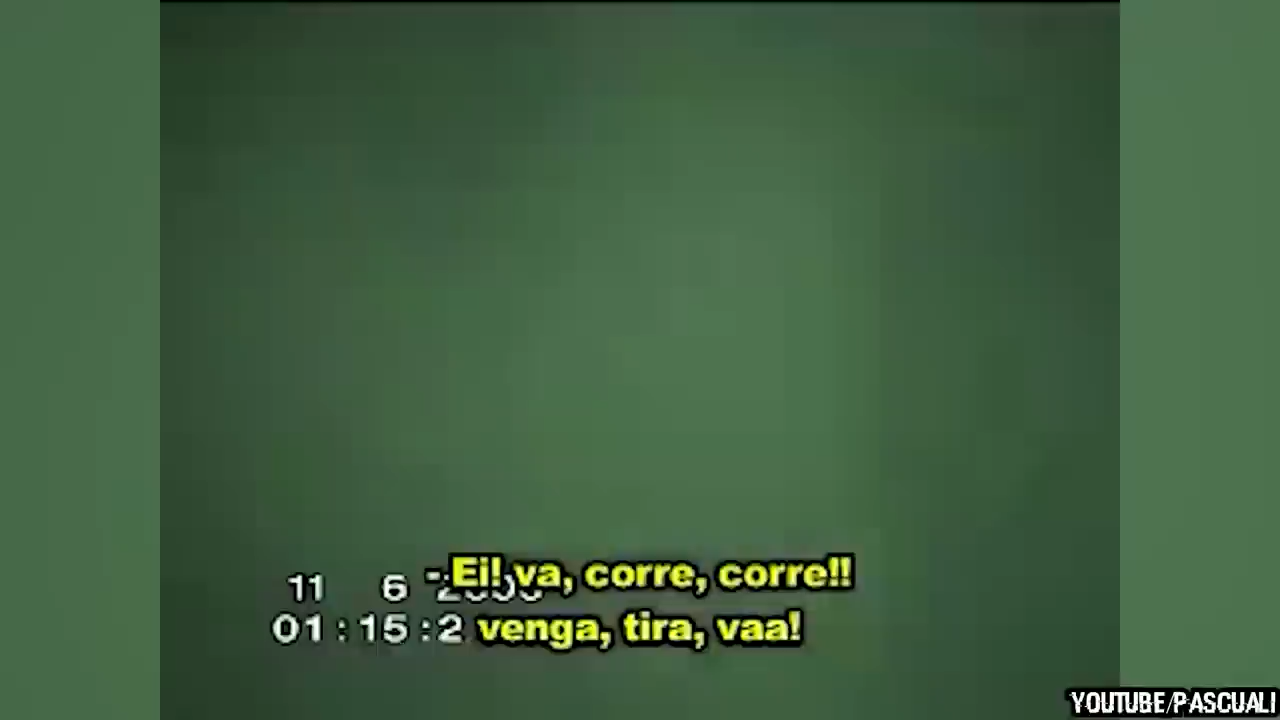 - Ei! va, corre, corre!!
11 6
01:15:2 venga, tira, vaa!
YOUTUBE/PASCUALI